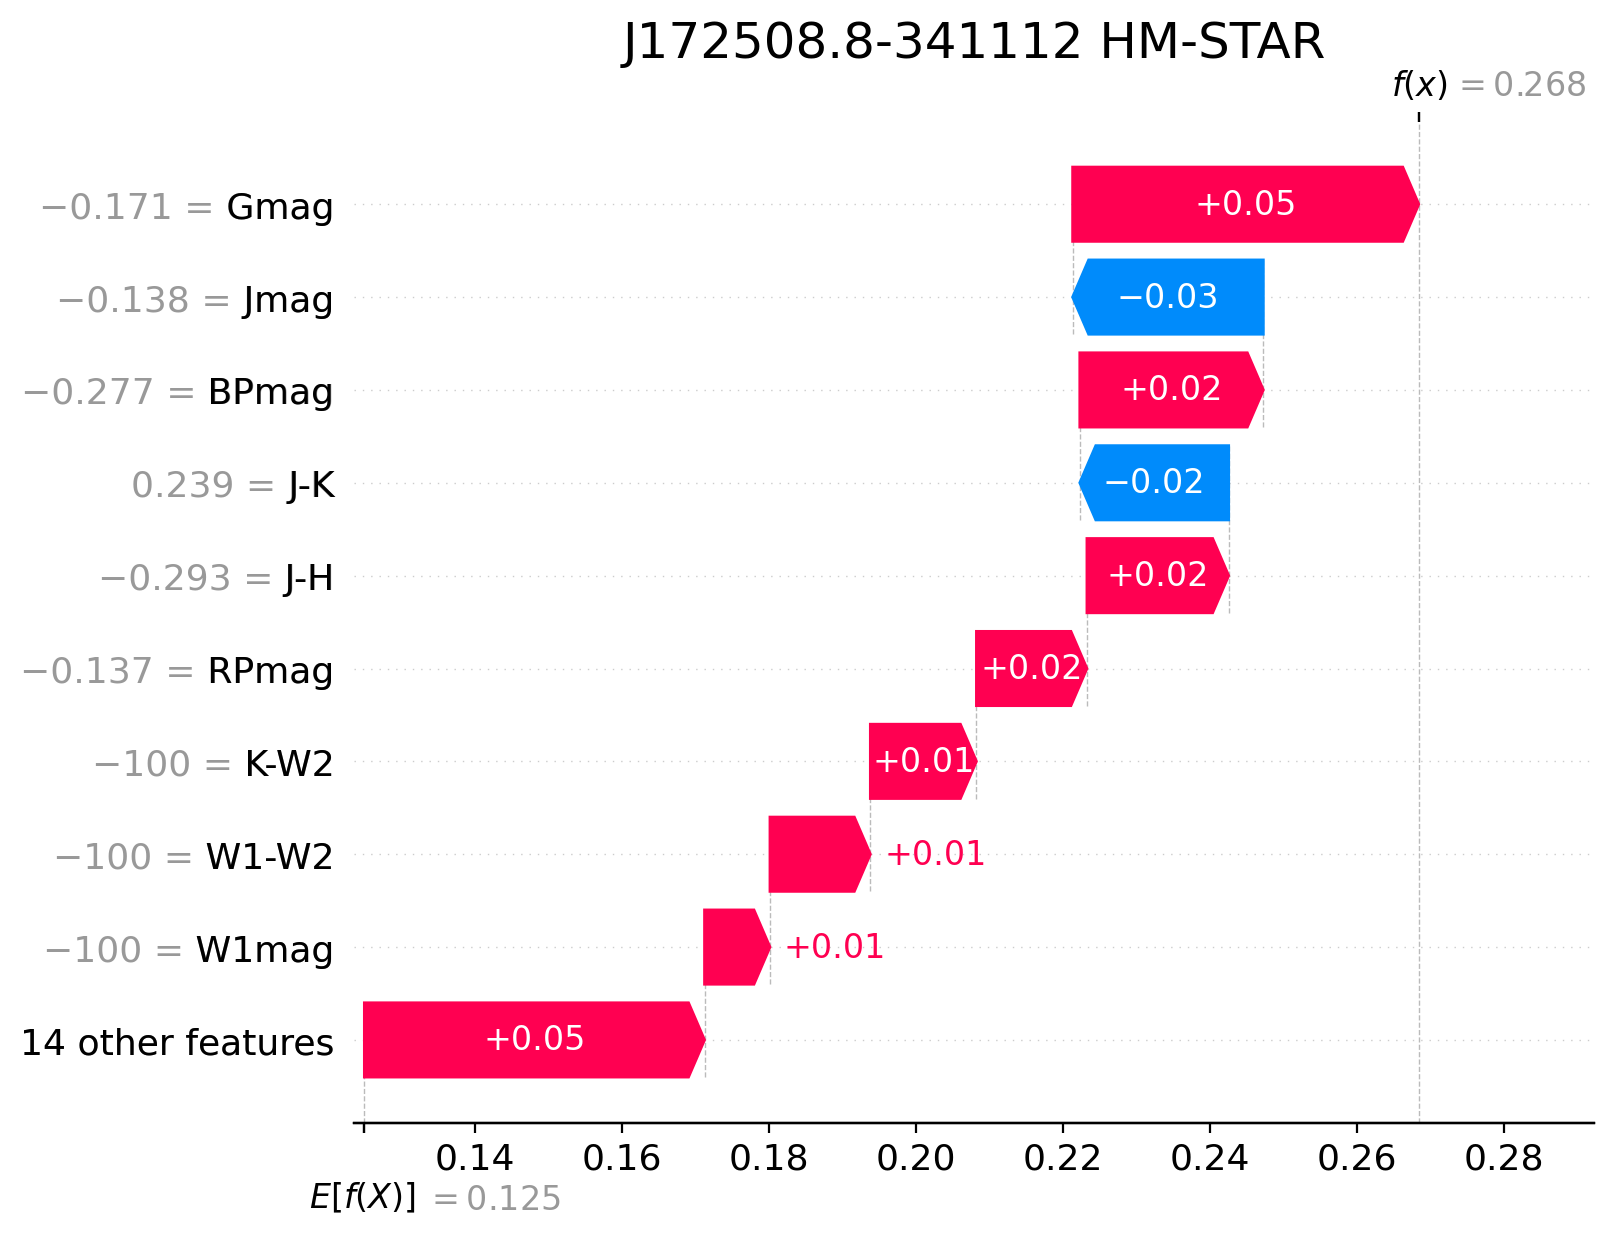 J172508.8-341112 HM-STAR
f(x) = 0.268
−0.171 = Gmag
+0.05
−0.138 = Jmag
−0.03
−0.277 = BPmag
+0.02
0.239 = J-K
−0.02
−0.293 = J-H
+0.02
−0.137 = RPmag
+0.02
−100 = K-W2
+0.01
−100 = W1-W2
+0.01
−100 = W1mag
+0.01
14 other features
+0.05
0.14 0.16 0.18 0.20 0.22 0.24 0.26 0.28
E[f(X)] = 0.125